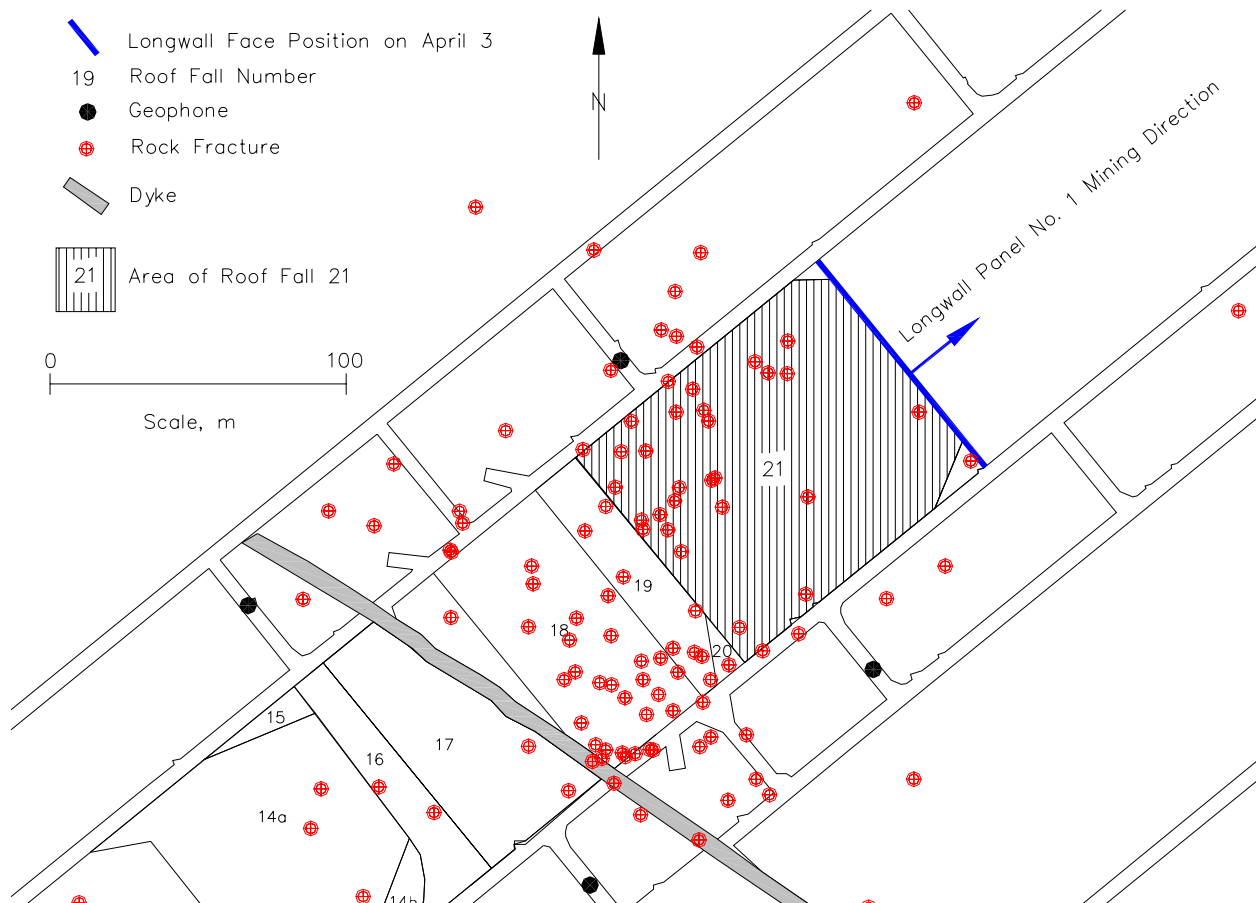 Longwall Face Position on April 3
19 Roof Fall Number
Geophone
Rock Fracture
Dyke
21 Area of Roof Fall 21
0 100
Scale, m
N
Longwall Panel No. 1 Mining Direction
21
19
18
20
15
17
16
14a
14b